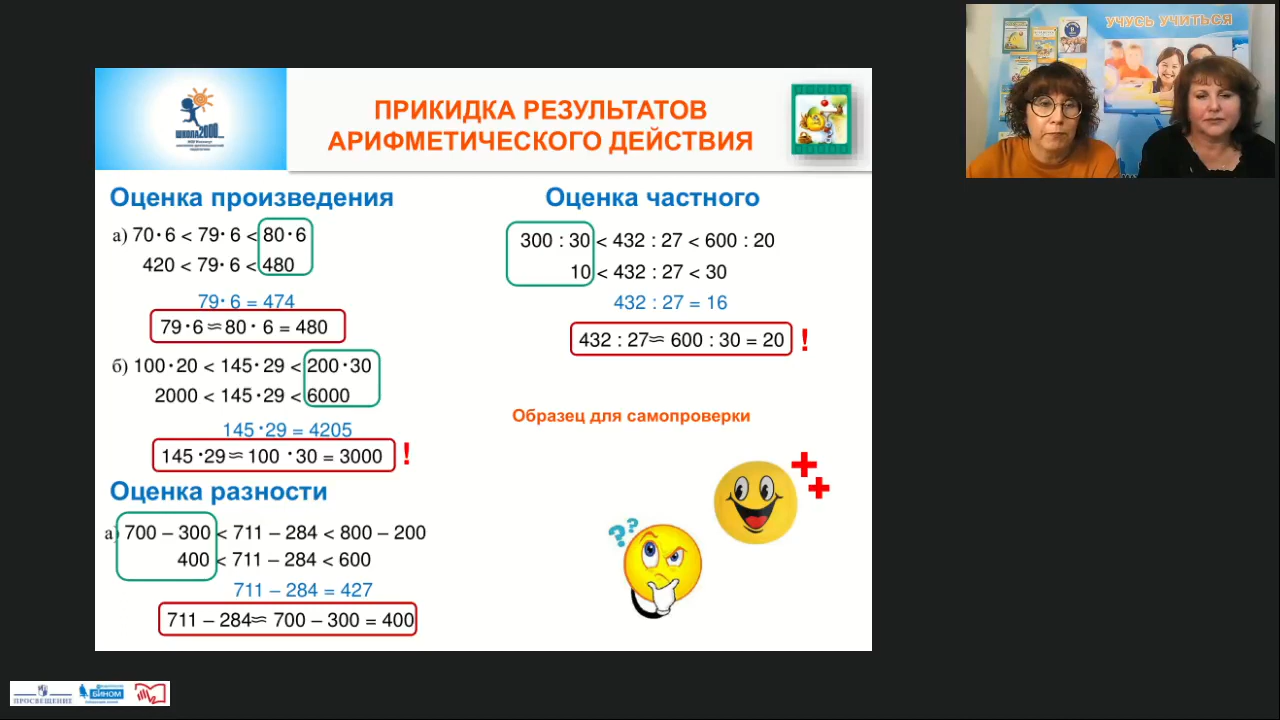 УЧУСЬ УЧИТЬСЯ
ШКОЛА 2000...
ПРИКИДКА РЕЗУЛЬТАТОВ
АРИФМЕТИЧЕСКОГО ДЕЙСТВИЯ
Оценка произведения
а) 70·6 < 79·6 < 80·6
420 < 79·6 < 480
79·6 = 474
79·6 ≈ 80·6 = 480
б) 100·20 < 145·29 < 200·30
2000 < 145·29 < 6000
145·29 = 4205
145·29 ≈ 100·30 = 3000 !
Оценка разности
а) 700 – 300 < 711 – 284 < 800 – 200
400 < 711 – 284 < 600
711 – 284 = 427
711 – 284 ≈ 700 – 300 = 400
Оценка частного
300 : 30 < 432 : 27 < 600 : 20
10 < 432 : 27 < 30
432 : 27 = 16
432 : 27 ≈ 600 : 30 = 20 !
Образец для самопроверки
??
ПРОСВЕЩЕНИЕ
БИНОМ